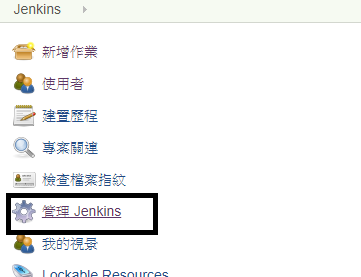 Jenkins
新增作業
使用者
建置歷程
專案關連
檢查檔案指紋
管理 Jenkins
我的視景
Lockable Resources